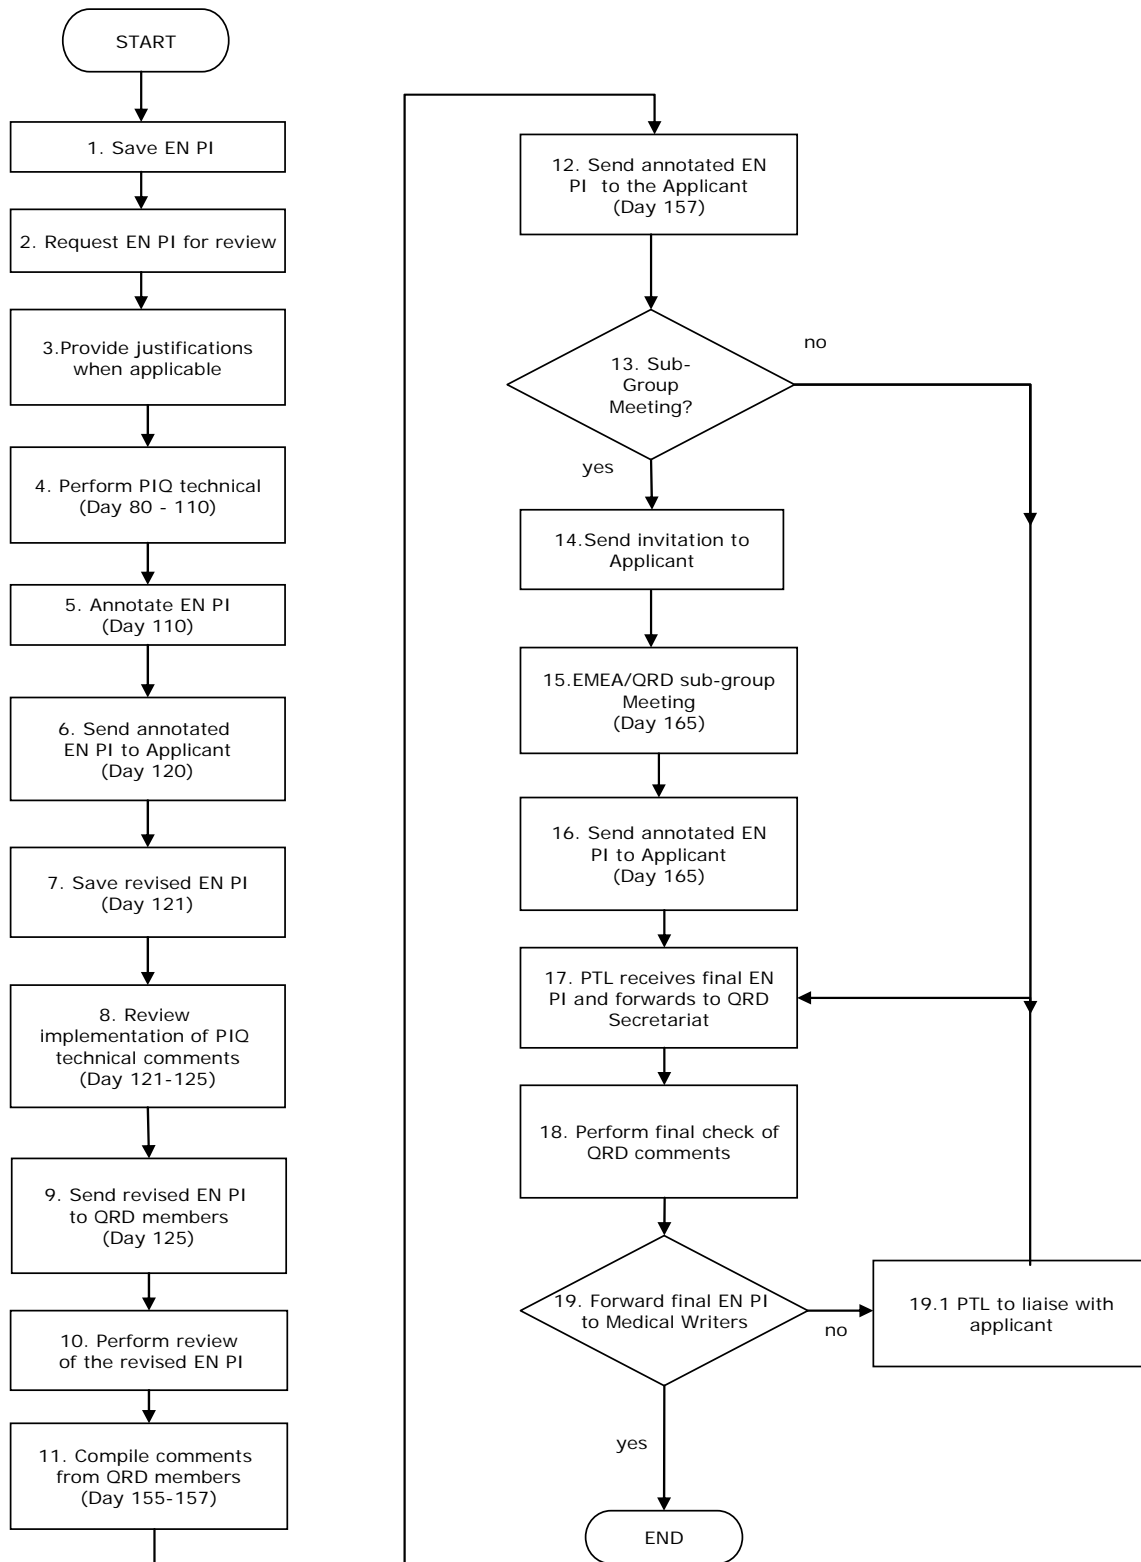 START
1. Save EN PI
2. Request EN PI for review
3.Provide justifications
when applicable
4. Perform PIQ technical
(Day 80 - 110)
5. Annotate EN PI
(Day 110)
6. Send annotated
EN PI to Applicant
(Day 120)
7. Save revised EN PI
(Day 121)
8. Review
implementation of PIQ
technical comments
(Day 121-125)
9. Send revised EN PI
to QRD members
(Day 125)
10. Perform review
of the revised EN PI
11. Compile comments
from QRD members
(Day 155-157)
12. Send annotated EN
PI to the Applicant
(Day 157)
13. Sub-
Group
Meeting?
no
yes
14.Send invitation to
Applicant
15.EMEA/QRD sub-group
Meeting
(Day 165)
16. Send annotated EN
PI to Applicant
(Day 165)
17. PTL receives final EN
PI and forwards to QRD
Secretariat
18. Perform final check of
QRD comments
19. Forward final EN PI
to Medical Writers
no
19.1 PTL to liaise with
applicant
yes
END